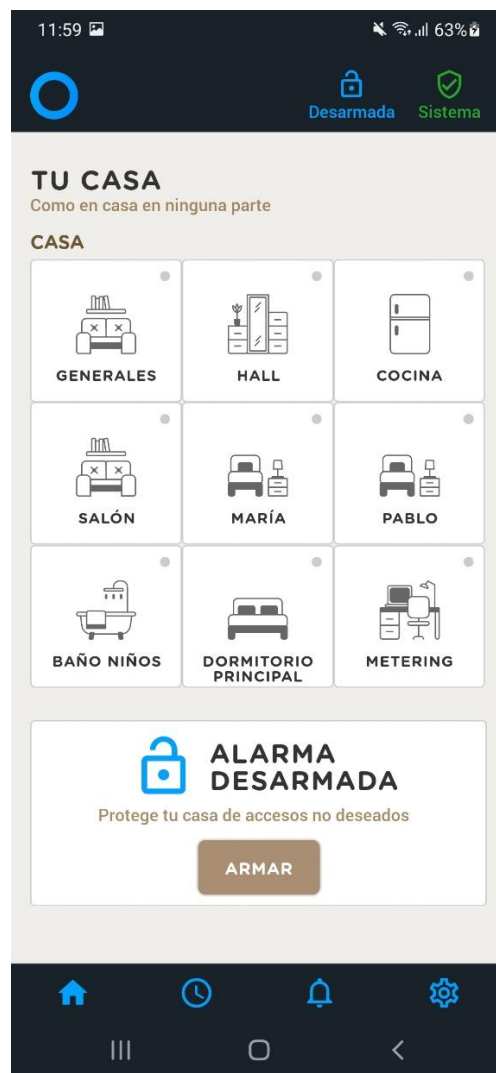 11:59 63%
Desarmada Sistema
TU CASA
Como en casa en ninguna parte
CASA
GENERALES HALL COCINA
SALÓN MARÍA PABLO
BAÑO NIÑOS DORMITORIO PRINCIPAL METERING
ALARMA
DESARMADA
Protege tu casa de accesos no deseados
ARMAR